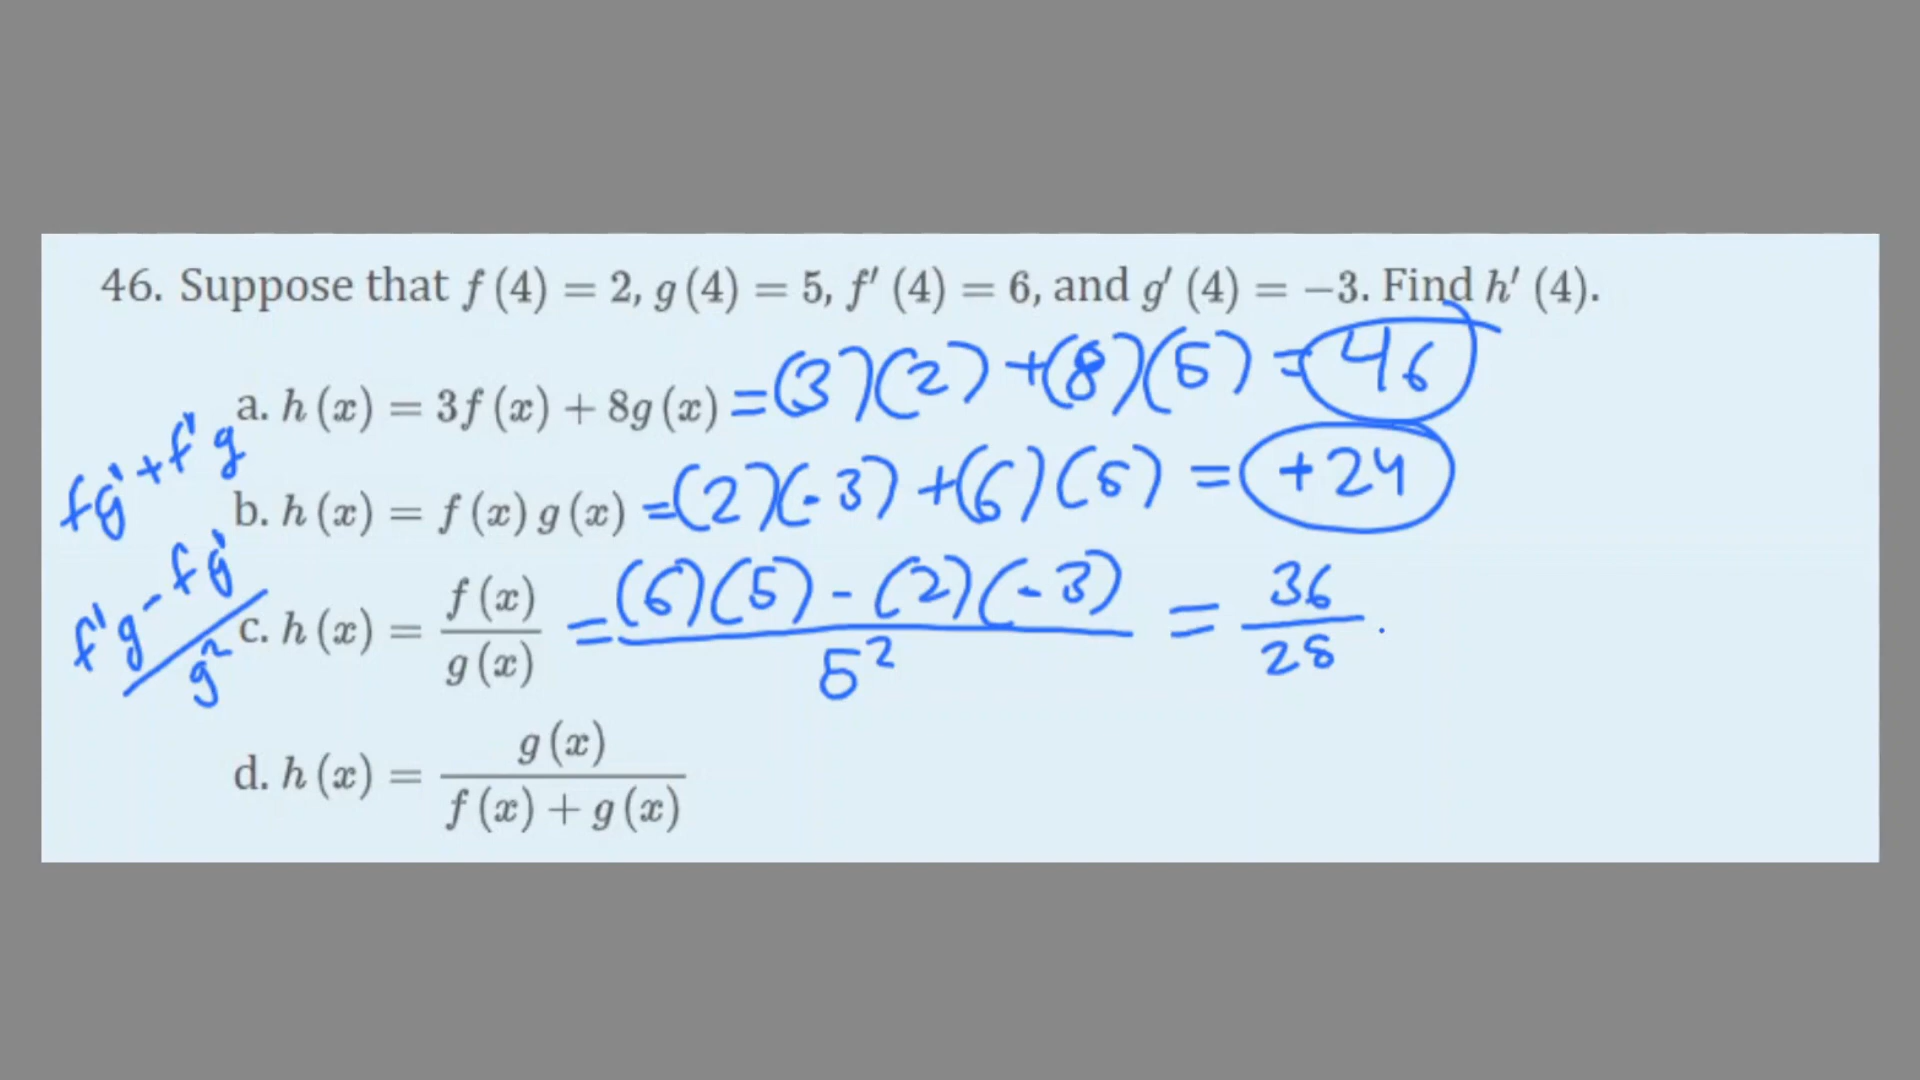 46. Suppose that f (4) = 2, g (4) = 5, f′ (4) = 6, and g′ (4) = −3. Find h′ (4).
a. h (x) = 3f (x) + 8g (x) = (3)(2) + (8)(5) = 46
fg' + f'g
b. h (x) = f (x) g (x) = (2)(-3) + (6)(5) = +24
f'g - fg' / g²
c. h (x) = f (x) / g (x) = (6)(5) - (2)(-3) / 5² = 36 / 25 .
d. h (x) = g (x) / f (x) + g (x)